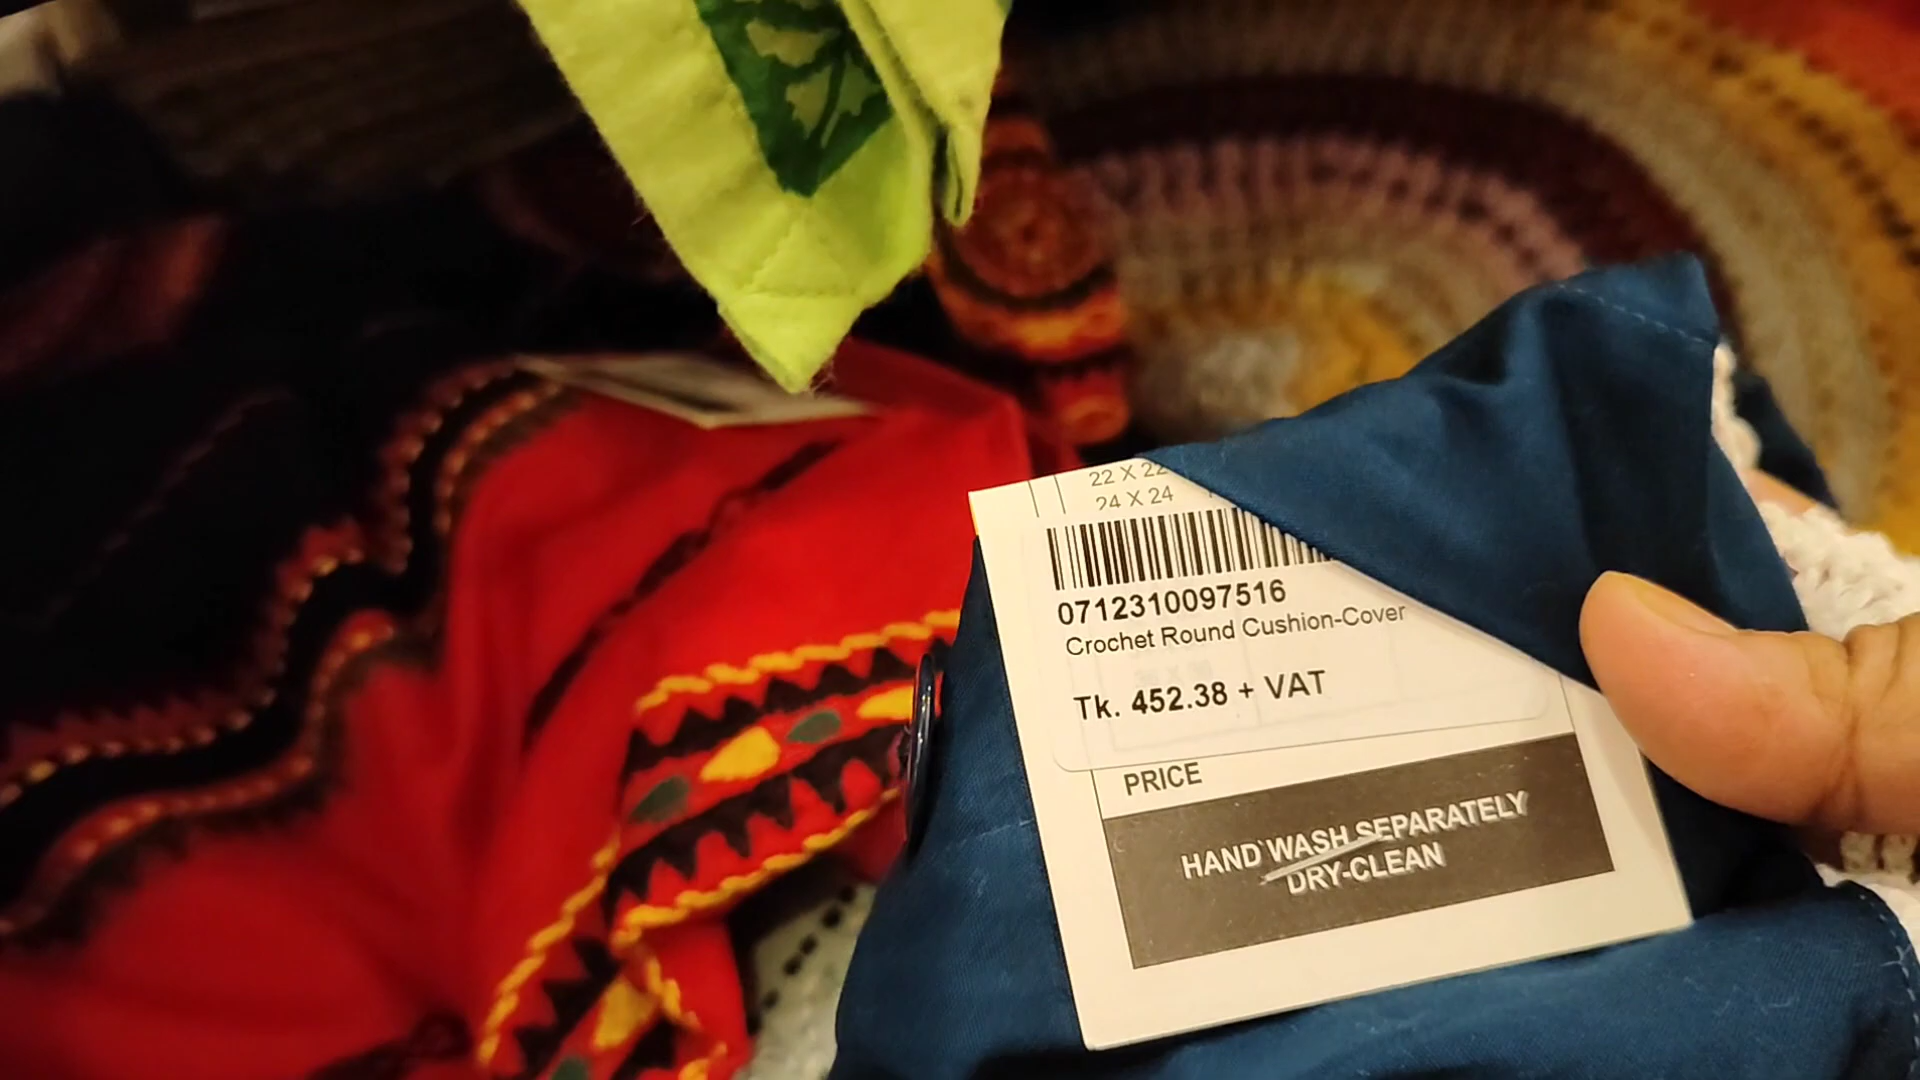 22 X 22
24 X 24
0712310097516
Crochet Round Cushion-Cover
Tk. 452.38 + VAT
PRICE
HAND WASH SEPARATELY
DRY-CLEAN